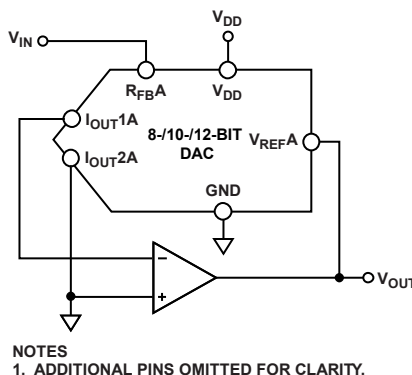 VIN
VDD
RFBA
VDD
IOUT1A
8-/10-/12-BIT
DAC
VREFA
IOUT2A
GND
−
+
VOUT
NOTES
1. ADDITIONAL PINS OMITTED FOR CLARITY.